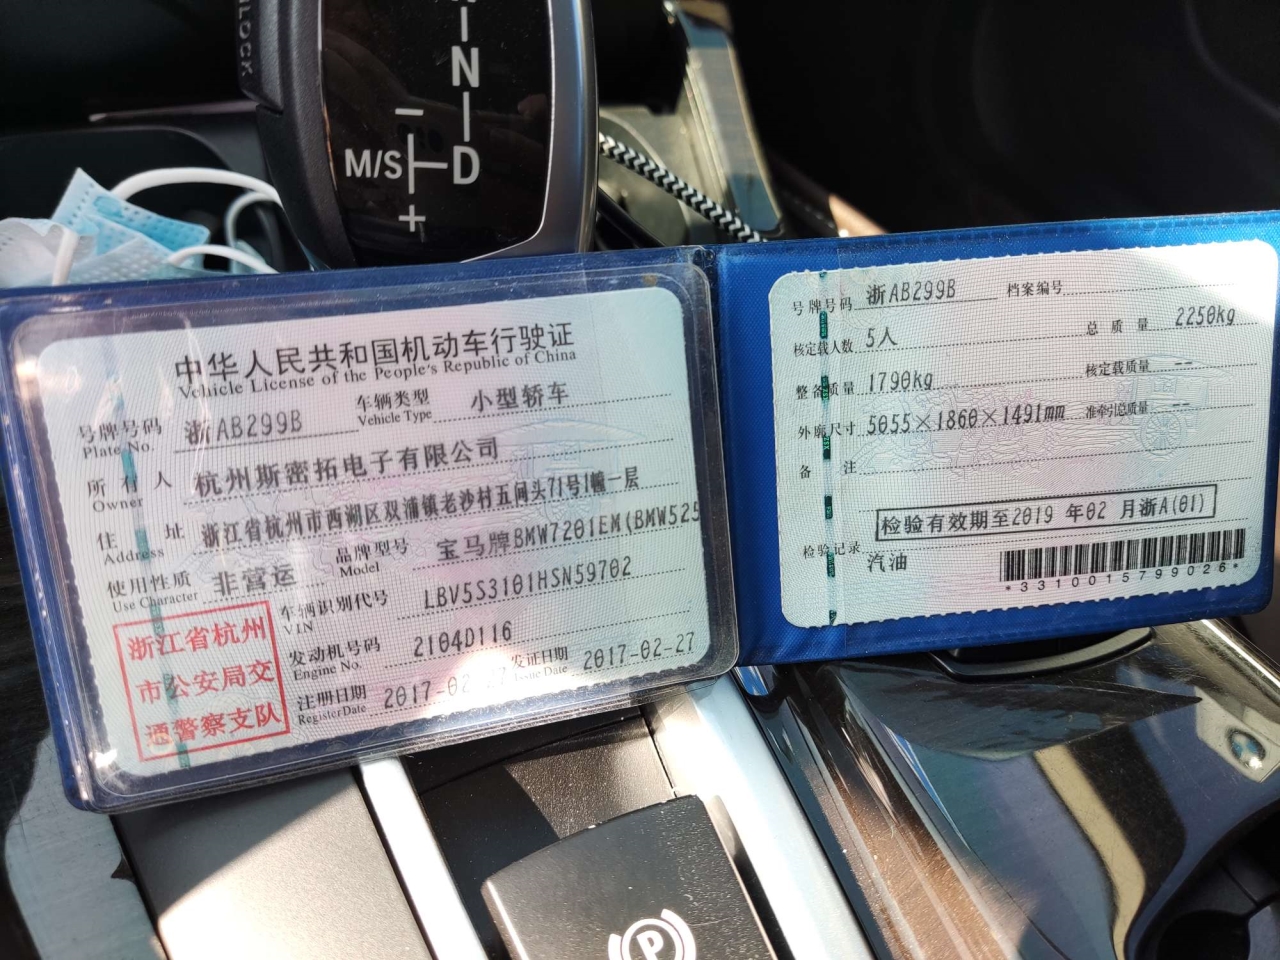 LOCK
N
M/S
D
P
中华人民共和国机动车行驶证
Vehicle License of the People's Republic of China
号牌号码 浙AB299B 车辆类型 小型轿车
Plate No. Vehicle Type
所有人 杭州斯密拓电子有限公司
Owner
住址 浙江省杭州市西湖区双浦镇老沙村五间头71号1幢一层
Address
使用性质 非营运 品牌型号 宝马牌BMW7201EM(BMW525
Use Character Model
车辆识别代号 LBV5S3101HSN59702
VIN
发动机号码 2104D116
Engine No.
注册日期 2017-02-27 发证日期 2017-02-27
Register Date Issue Date
浙江省杭州
市公安局交
通警察支队
号牌号码 浙AB299B 档案编号
核定载人数 5人 总质量 2250kg
整备质量 1790kg 核定载质量 --
外廓尺寸 5055×1860×1491mm 准牵引总质量 --
备注
检验有效期至2019 年02 月浙A(01)
检验记录
汽油
*3310015799026*